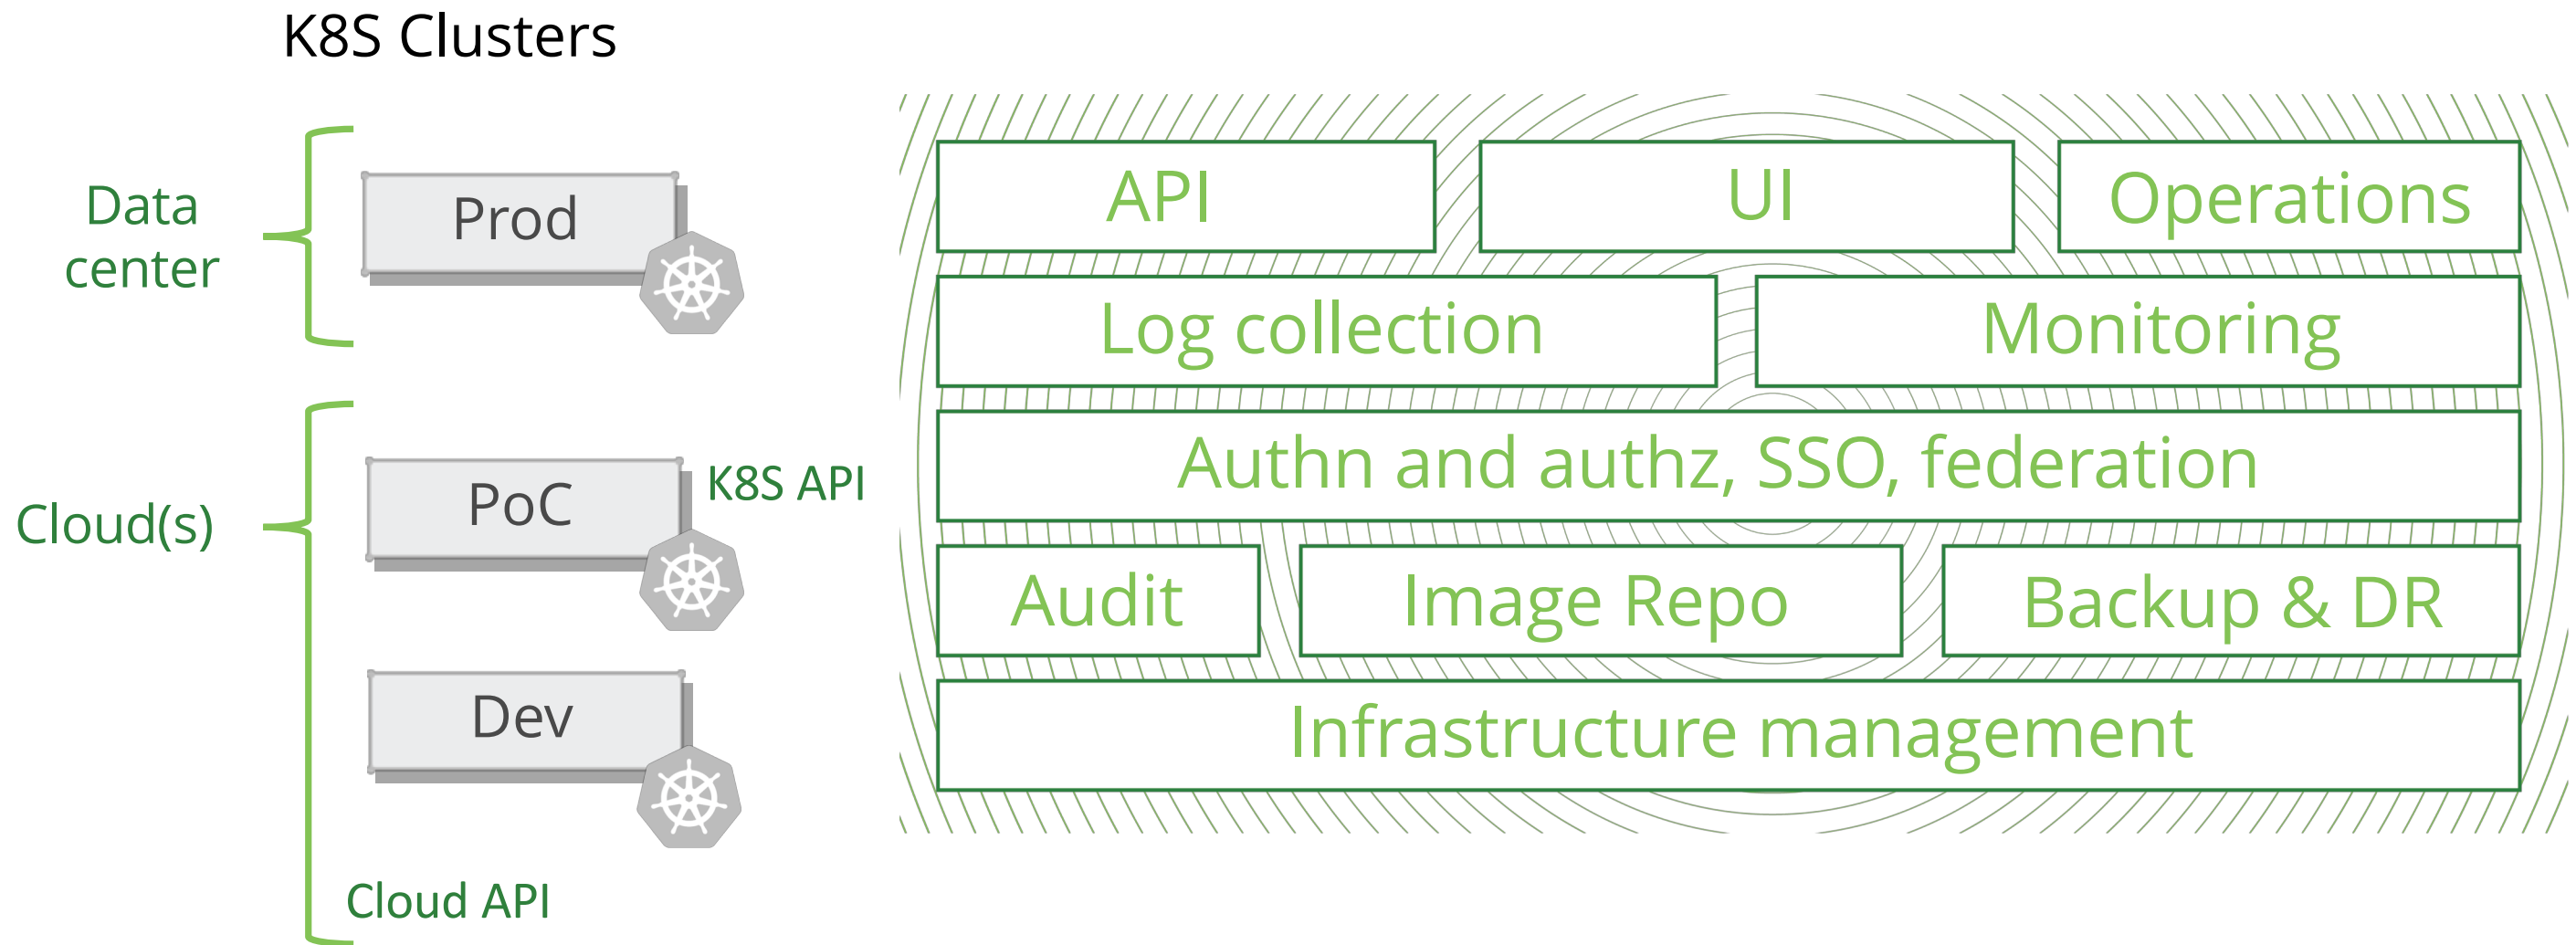 K8S Clusters
Data
center
Prod
Cloud(s)
PoC
K8S API
Dev
Cloud API
API
UI
Operations
Log collection
Monitoring
Authn and authz, SSO, federation
Audit
Image Repo
Backup & DR
Infrastructure management